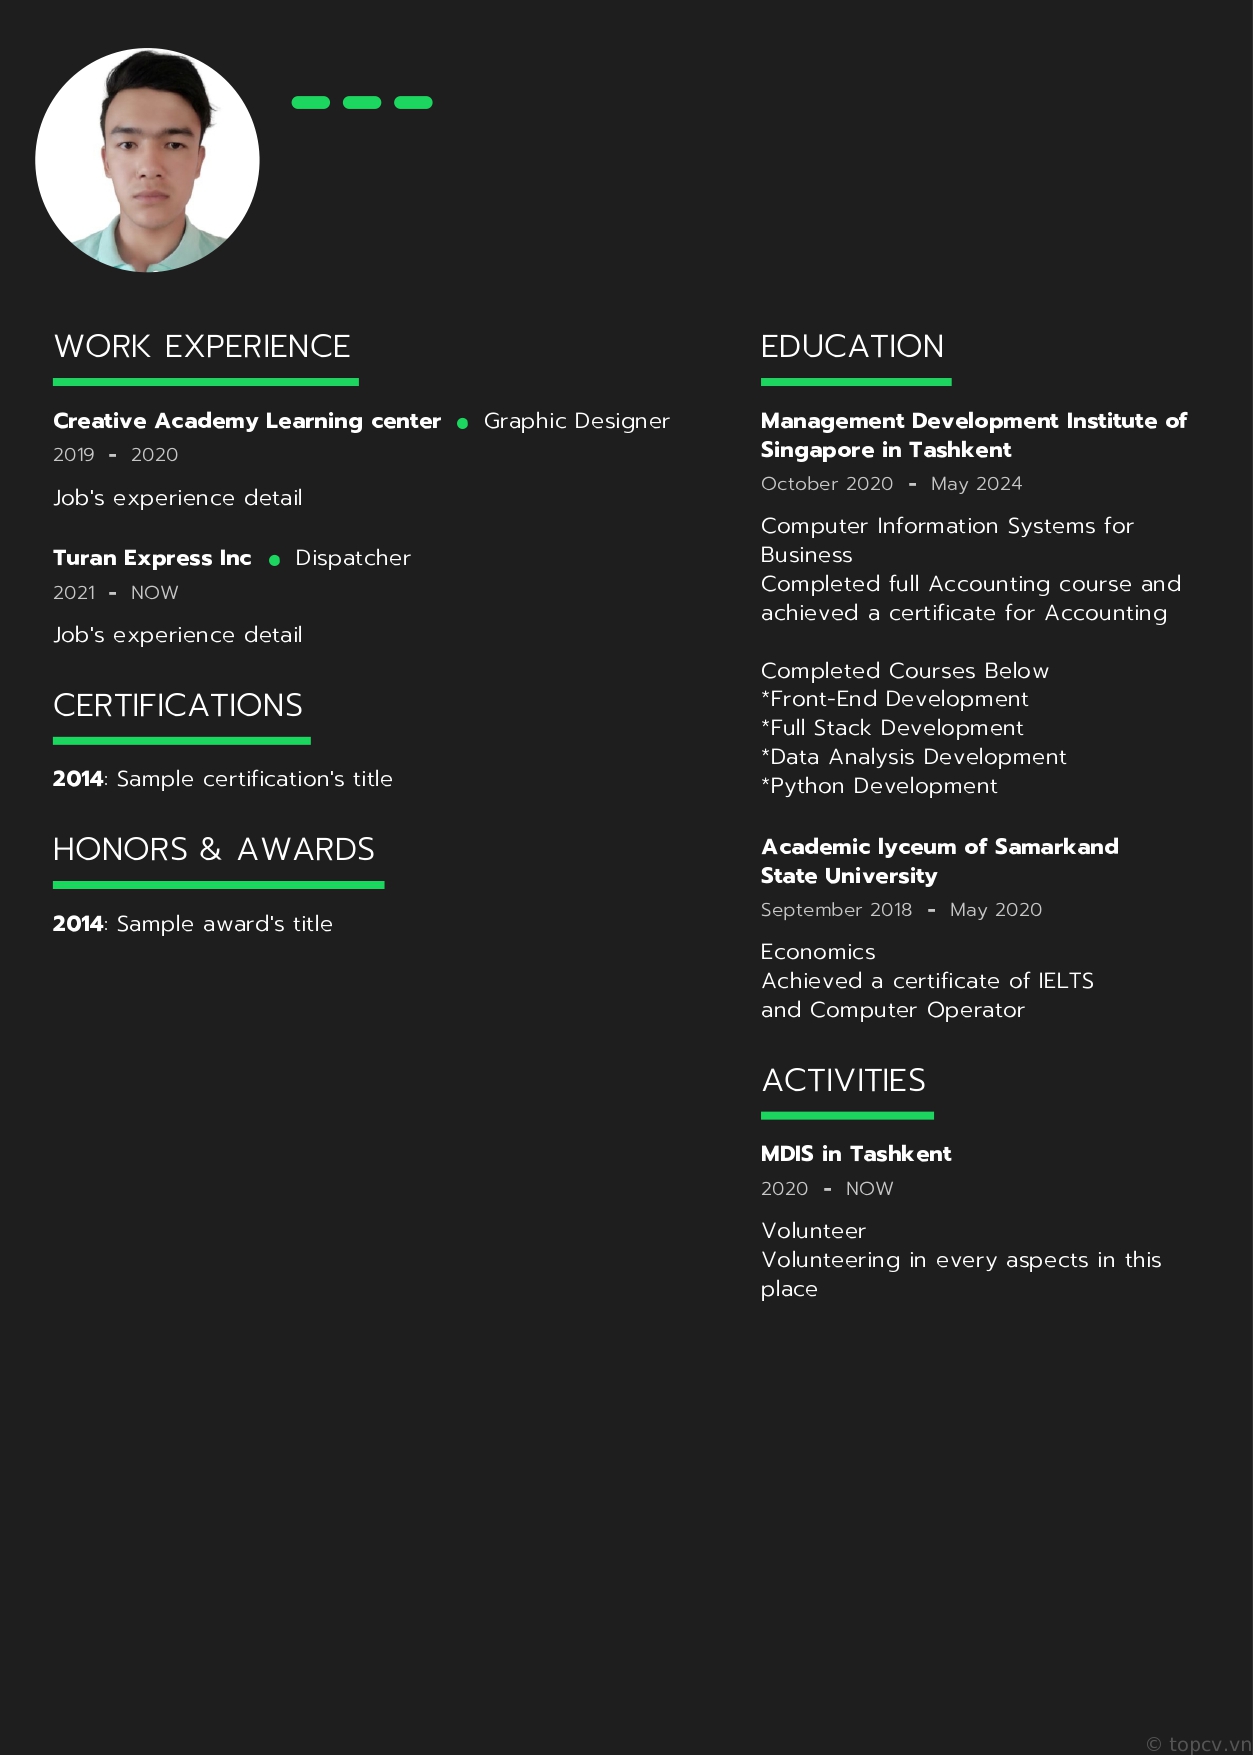 WORK EXPERIENCE
Creative Academy Learning center • Graphic Designer
2019 - 2020
Job's experience detail
Turan Express Inc • Dispatcher
2021 - NOW
Job's experience detail
CERTIFICATIONS
2014: Sample certification's title
HONORS & AWARDS
2014: Sample award's title
EDUCATION
Management Development Institute of
Singapore in Tashkent
October 2020 - May 2024
Computer Information Systems for
Business
Completed full Accounting course and
achieved a certificate for Accounting
Completed Courses Below
*Front-End Development
*Full Stack Development
*Data Analysis Development
*Python Development
Academic lyceum of Samarkand
State University
September 2018 - May 2020
Economics
Achieved a certificate of IELTS
and Computer Operator
ACTIVITIES
MDIS in Tashkent
2020 - NOW
Volunteer
Volunteering in every aspects in this
place
© topcv.vn